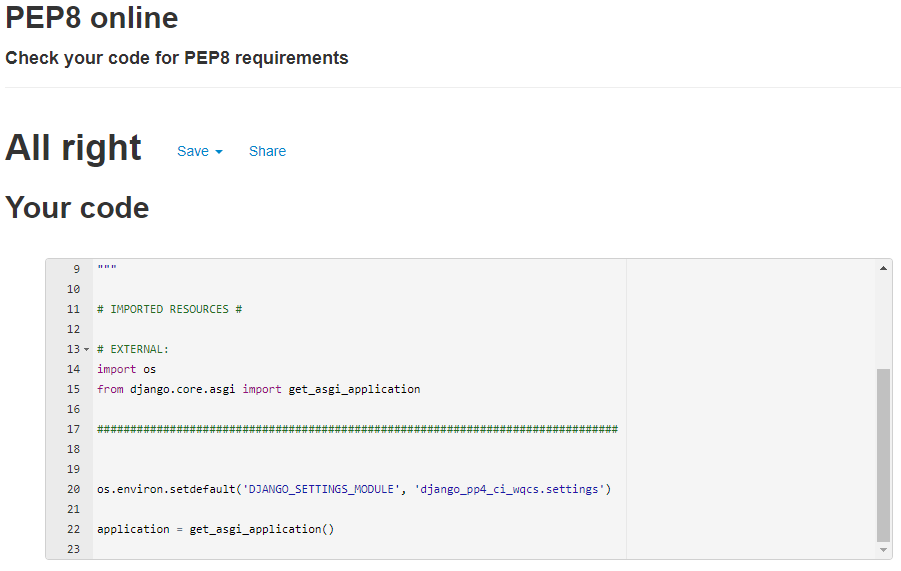 PEP8 online
Check your code for PEP8 requirements
All right Save Share
Your code
9 """
10
11 # IMPORTED RESOURCES #
12
13 # EXTERNAL:
14 import os
15 from django.core.asgi import get_asgi_application
16
17 ###############################################################################
18
19
20 os.environ.setdefault('DJANGO_SETTINGS_MODULE', 'django_pp4_ci_wqcs.settings')
21
22 application = get_asgi_application()
23